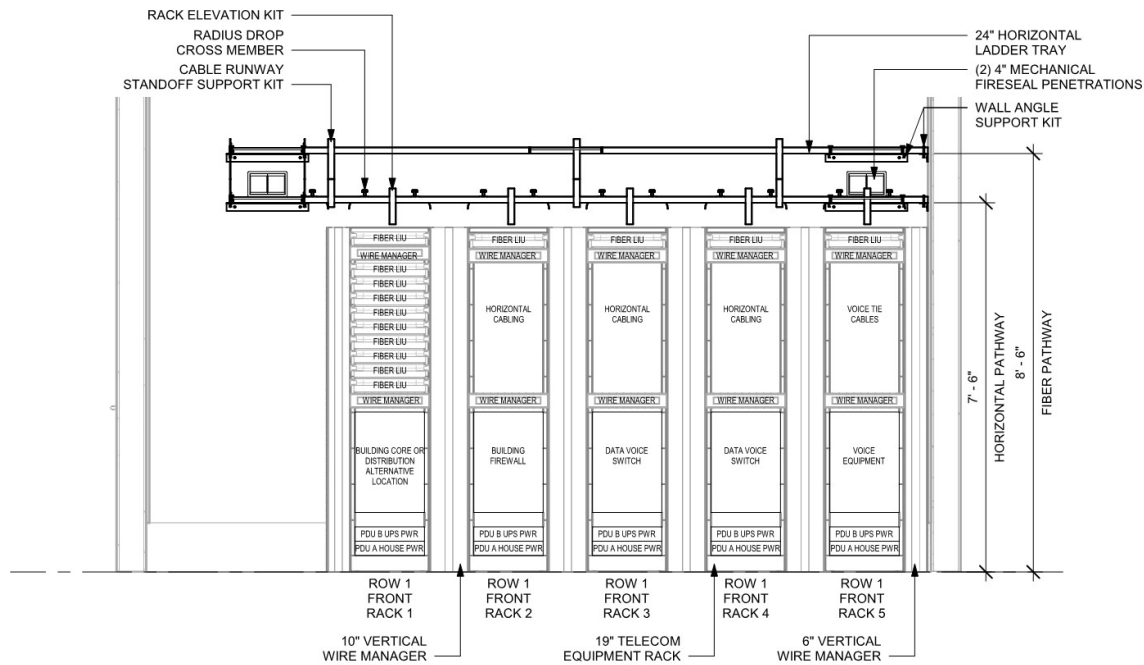 RACK ELEVATION KIT
RADIUS DROP
CROSS MEMBER
CABLE RUNWAY
STANDOFF SUPPORT KIT
24" HORIZONTAL
LADDER TRAY
(2) 4" MECHANICAL
FIRESEAL PENETRATIONS
WALL ANGLE
SUPPORT KIT
FIBER LIU
WIRE MANAGER
FIBER LIU
FIBER LIU
FIBER LIU
FIBER LIU
FIBER LIU
FIBER LIU
FIBER LIU
FIBER LIU
FIBER LIU
WIRE MANAGER
BUILDING CORE OR
DISTRIBUTION
ALTERNATIVE
LOCATION
PDU B UPS PWR
PDU A HOUSE PWR
FIBER LIU
WIRE MANAGER
HORIZONTAL
CABLING
WIRE MANAGER
BUILDING
FIREWALL
PDU B UPS PWR
PDU A HOUSE PWR
FIBER LIU
WIRE MANAGER
HORIZONTAL
CABLING
WIRE MANAGER
DATA VOICE
SWITCH
PDU B UPS PWR
PDU A HOUSE PWR
FIBER LIU
WIRE MANAGER
HORIZONTAL
CABLING
WIRE MANAGER
DATA VOICE
SWITCH
PDU B UPS PWR
PDU A HOUSE PWR
FIBER LIU
WIRE MANAGER
VOICE TIE
CABLES
WIRE MANAGER
VOICE
EQUIPMENT
PDU B UPS PWR
PDU A HOUSE PWR
7' - 6"
HORIZONTAL PATHWAY
8' - 6"
FIBER PATHWAY
ROW 1
FRONT
RACK 1
ROW 1
FRONT
RACK 2
ROW 1
FRONT
RACK 3
ROW 1
FRONT
RACK 4
ROW 1
FRONT
RACK 5
10" VERTICAL
WIRE MANAGER
19" TELECOM
EQUIPMENT RACK
6" VERTICAL
WIRE MANAGER